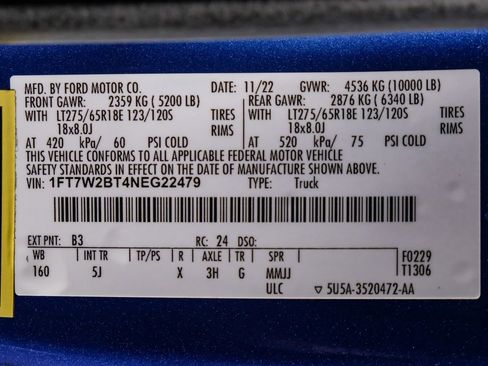 MFD. BY FORD MOTOR CO. DATE: 11/22 GVWR: 4536 KG (10000 LB)
FRONT GAWR: 2359 KG ( 5200 LB) REAR GAWR: 2876 KG ( 6340 LB)
WITH LT275/65R18E 123/120S TIRES WITH LT275/65R18E 123/120S TIRES
18x8.0J RIMS 18x8.0J RIMS
AT 420 kPa/ 60 PSI COLD AT 520 kPa/ 75 PSI COLD
THIS VEHICLE CONFORMS TO ALL APPLICABLE FEDERAL MOTOR VEHICLE
SAFETY STANDARDS IN EFFECT ON THE DATE OF MANUFACTURE SHOWN ABOVE.
VIN: 1FT7W2BT4NEG22479 TYPE: Truck
EXT PNT: B3 RC: 24 DSO:
WB INT TR TP/PS R AXLE TR SPR F0229
160 5J X 3H G MMJJ T1306
ULC ▽ 5U5A-3520472-AA